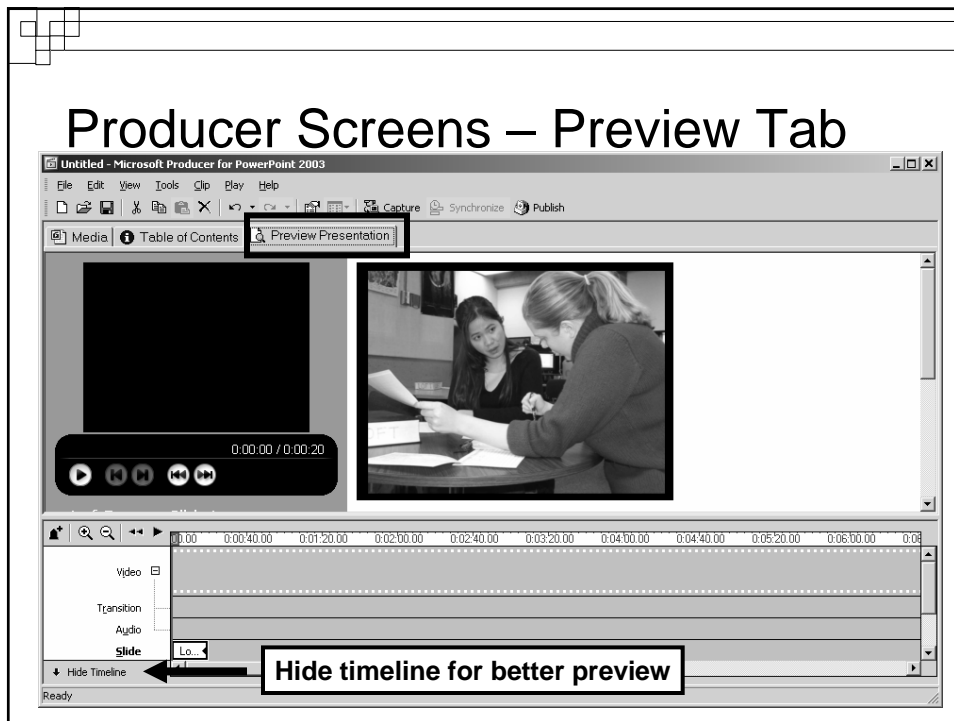 Producer Screens – Preview Tab
Untitled - Microsoft Producer for PowerPoint 2003
File Edit View Tools Clip Play Help
Capture Synchronize Publish
Media Table of Contents Preview Presentation
0:00:00 / 0:00:20
0:00:40.00 0:01:20.00 0:02:00.00 0:02:40.00 0:03:20.00 0:04:00.00 0:04:40.00 0:05:20.00 0:06:00.00
Video
Transition
Audio
Slide Lo...
Hide Timeline Hide timeline for better preview
Ready